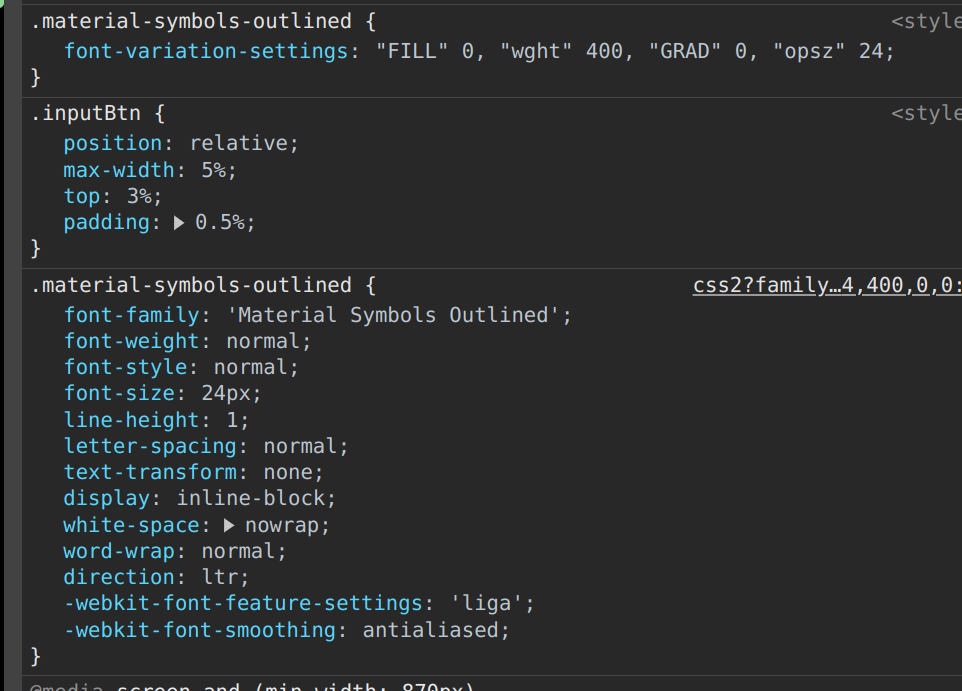 .material-symbols-outlined {
<style
font-variation-settings: "FILL" 0, "wght" 400, "GRAD" 0, "opsz" 24;
}
.inputBtn {
<style
position: relative;
max-width: 5%;
top: 3%;
padding: ▶ 0.5%;
}
.material-symbols-outlined {
css2?family…4,400,0,0:
font-family: 'Material Symbols Outlined';
font-weight: normal;
font-style: normal;
font-size: 24px;
line-height: 1;
letter-spacing: normal;
text-transform: none;
display: inline-block;
white-space: ▶ nowrap;
word-wrap: normal;
direction: ltr;
-webkit-font-feature-settings: 'liga';
-webkit-font-smoothing: antialiased;
}
@media screen and (min-width: 870px)